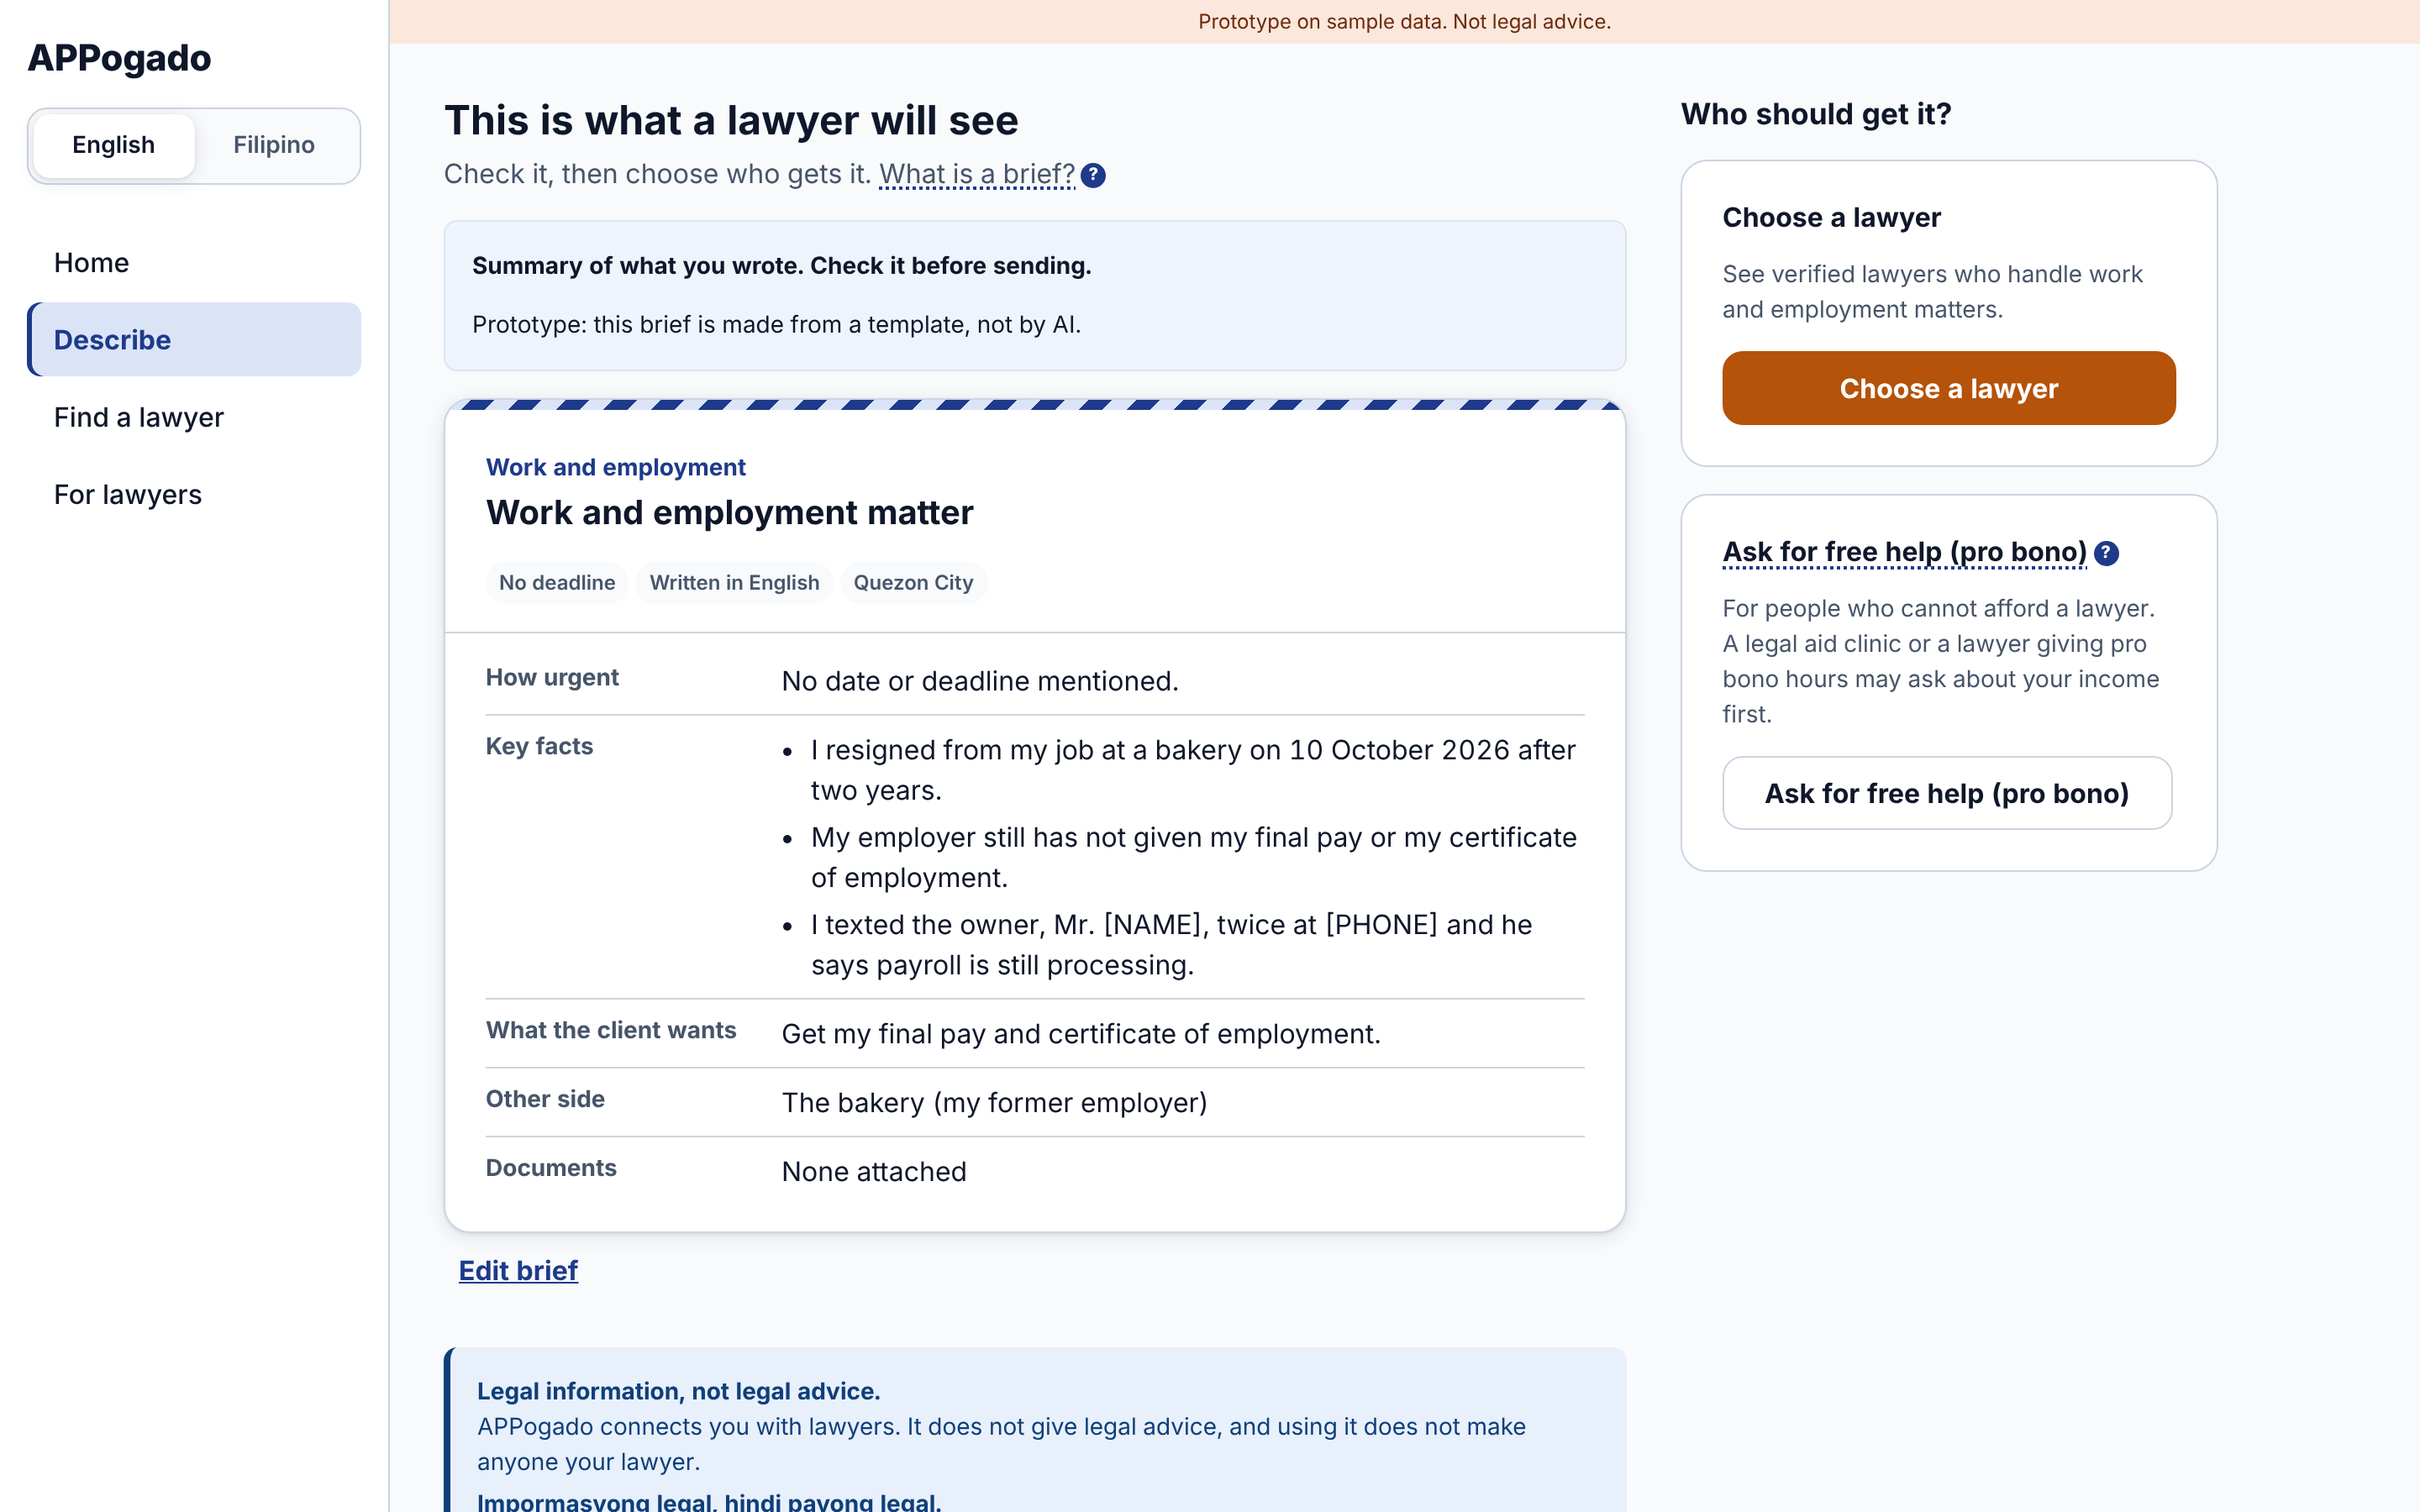 APPogado
English
Filipino
Home
Describe
Find a lawyer
For lawyers
Prototype on sample data. Not legal advice.
This is what a lawyer will see
Check it, then choose who gets it. What is a brief? ?
Summary of what you wrote. Check it before sending.
Prototype: this brief is made from a template, not by AI.
Work and employment
Work and employment matter
No deadline
Written in English
Quezon City
How urgent
No date or deadline mentioned.
Key facts
• I resigned from my job at a bakery on 10 October 2026 after
two years.
• My employer still has not given my final pay or my certificate
of employment.
• I texted the owner, Mr. [NAME], twice at [PHONE] and he
says payroll is still processing.
What the client wants
Get my final pay and certificate of employment.
Other side
The bakery (my former employer)
Documents
None attached
Edit brief
Legal information, not legal advice.
APPogado connects you with lawyers. It does not give legal advice, and using it does not make
anyone your lawyer.
Impormasyong legal, hindi payong legal.
Who should get it?
Choose a lawyer
See verified lawyers who handle work
and employment matters.
Choose a lawyer
Ask for free help (pro bono) ?
For people who cannot afford a lawyer.
A legal aid clinic or a lawyer giving pro
bono hours may ask about your income
first.
Ask for free help (pro bono)